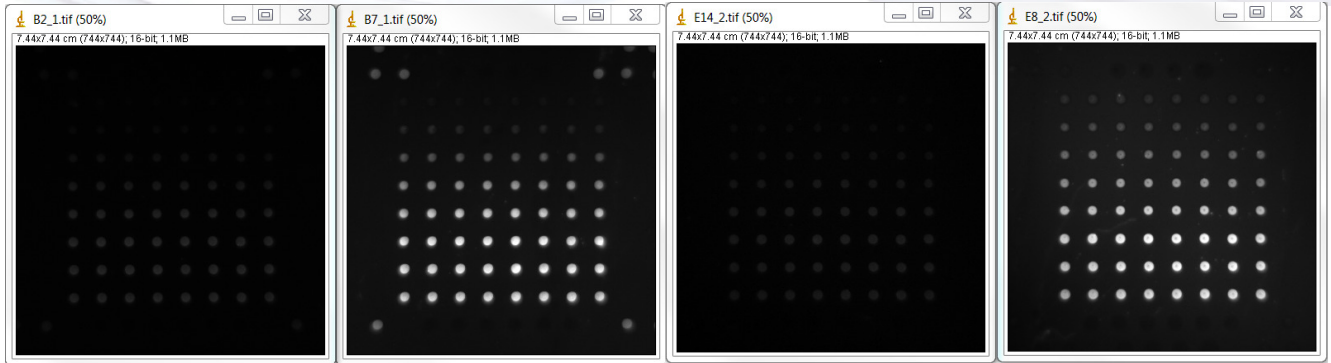 B2_1.tif (50%)
7.44x7.44 cm (744x744); 16-bit; 1.1MB
B7_1.tif (50%)
7.44x7.44 cm (744x744); 16-bit; 1.1MB
E14_2.tif (50%)
7.44x7.44 cm (744x744); 16-bit; 1.1MB
E8_2.tif (50%)
7.44x7.44 cm (744x744); 16-bit; 1.1MB